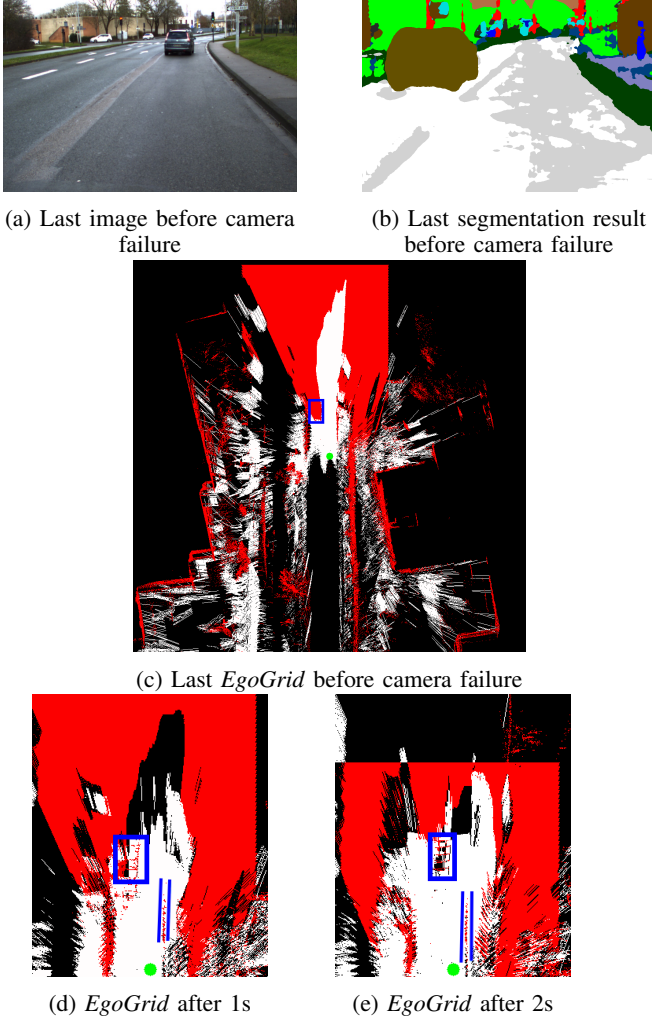 (a) Last image before camera
failure
(b) Last segmentation result
before camera failure
(c) Last EgoGrid before camera failure
(d) EgoGrid after 1s
(e) EgoGrid after 2s